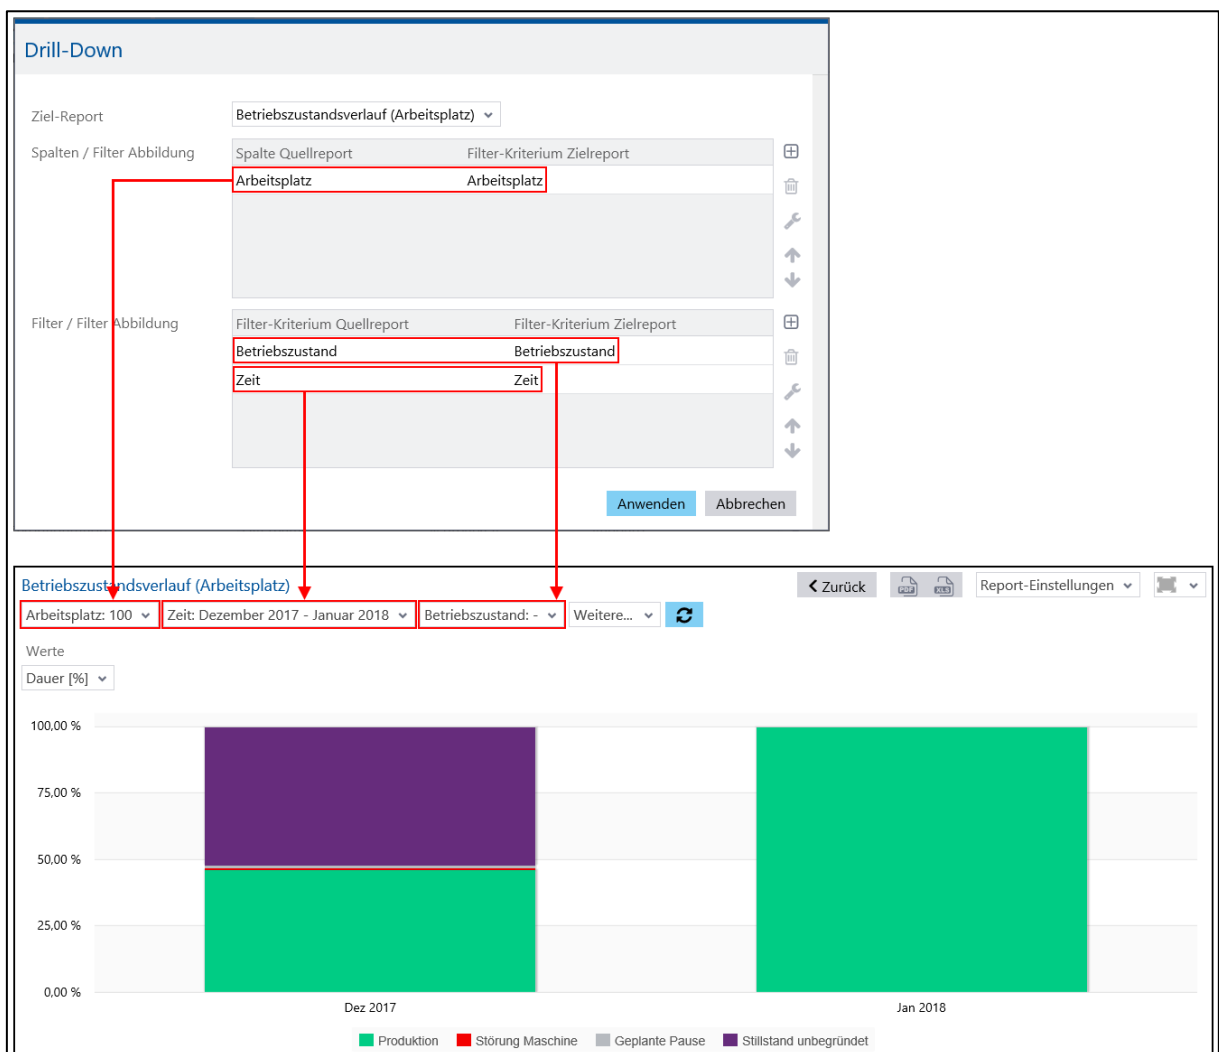 Drill-Down
Ziel-Report
Betriebszustandsverlauf (Arbeitsplatz)
Spalten / Filter Abbildung
Spalte Quellreport Filter-Kriterium Zielreport
Arbeitsplatz Arbeitsplatz
Filter / Filter Abbildung
Filter-Kriterium Quellreport Filter-Kriterium Zielreport
Betriebszustand Betriebszustand
Zeit Zeit
Anwenden Abbrechen
Betriebszustandsverlauf (Arbeitsplatz)
Zurück PDF XLS Report-Einstellungen
Arbeitsplatz: 100 Zeit: Dezember 2017 - Januar 2018 Betriebszustand: - Weitere...
Werte
Dauer [%]
100,00 %
75,00 %
50,00 %
25,00 %
0,00 %
Dez 2017 Jan 2018
Produktion Störung Maschine Geplante Pause Stillstand unbegründet